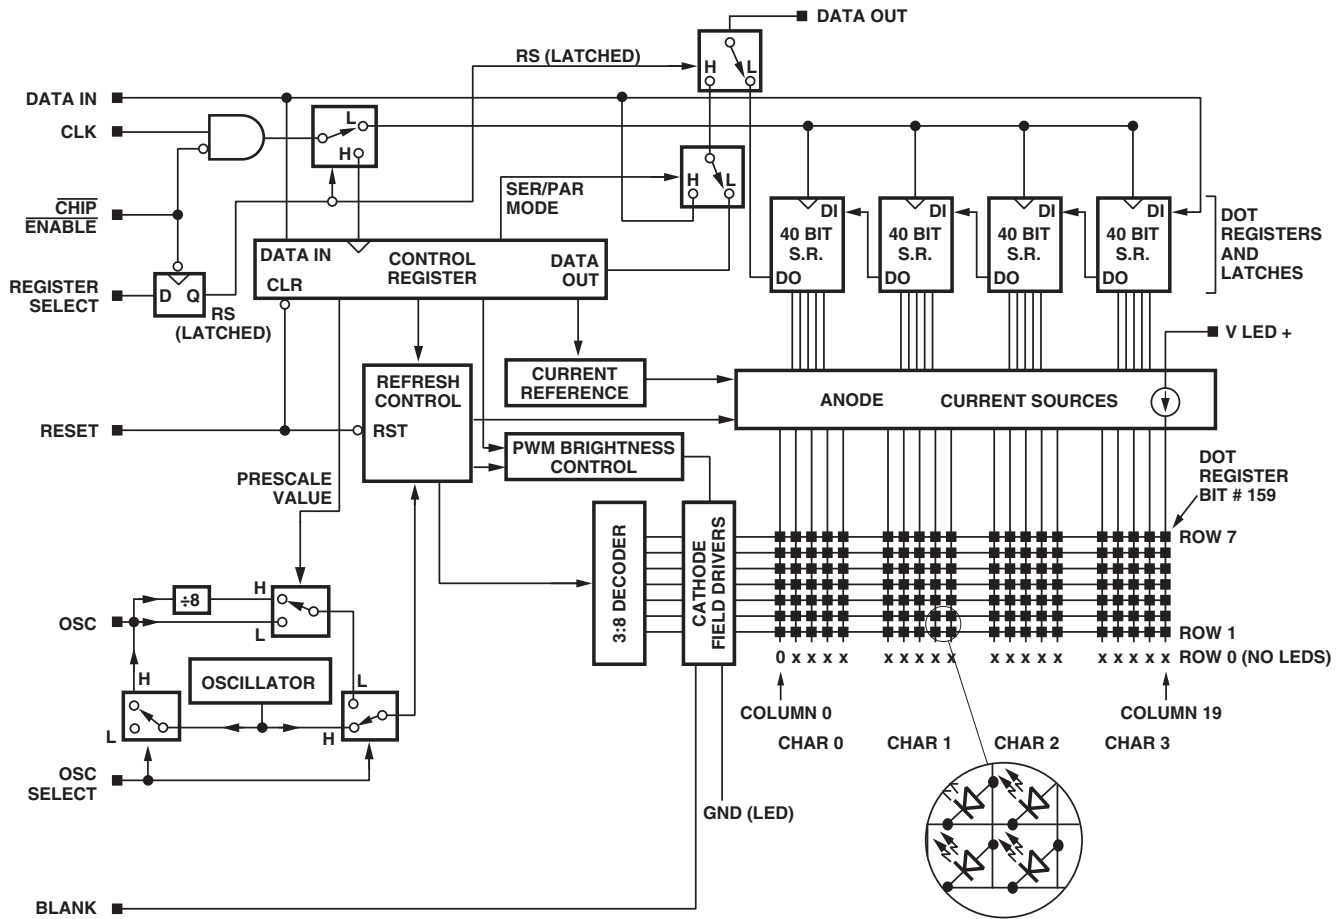 DATA OUT
RS (LATCHED)
H L
DATA IN
CLK
L
H
SER/PAR
MODE
H L
CHIP
ENABLE
DI DI DI DI
40 BIT 40 BIT 40 BIT 40 BIT
S.R. S.R. S.R. S.R.
DO DO DO DO
DOT
REGISTERS
AND
LATCHES
DATA IN
CONTROL
REGISTER
DATA
OUT
CLR
REGISTER
SELECT
D Q
RS
(LATCHED)
V LED +
REFRESH
CONTROL
RST
CURRENT
REFERENCE
ANODE CURRENT SOURCES
RESET
PWM BRIGHTNESS
CONTROL
PRESCALE
VALUE
DOT
REGISTER
BIT # 159
3:8 DECODER
CATHODE
FIELD DRIVERS
ROW 7
÷8
H
L
OSC
ROW 1
0 x x x x x x x x x x x x x x x x x x x ROW 0 (NO LEDS)
H
L
OSCILLATOR
L
H
COLUMN 0
COLUMN 19
CHAR 0 CHAR 1 CHAR 2 CHAR 3
OSC
SELECT
GND (LED)
BLANK